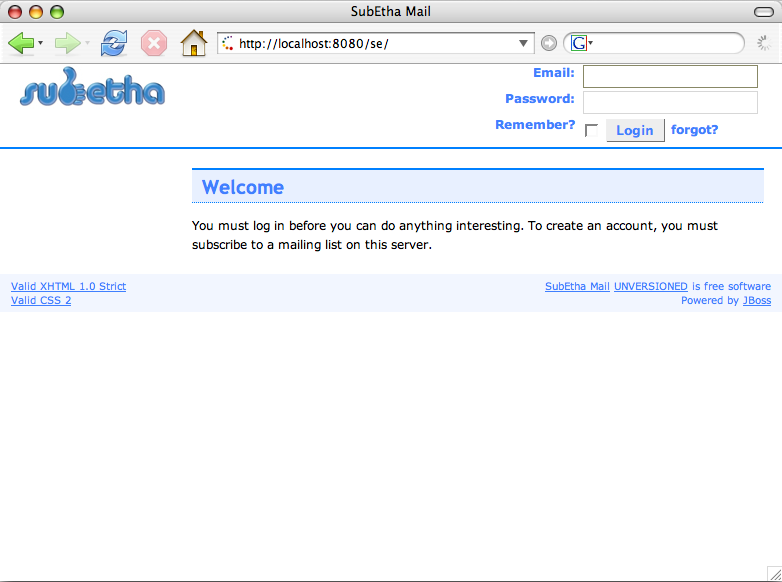 SubEtha Mail
http://localhost:8080/se/
G
subetha
Email:
Password:
Remember? Login forgot?
Welcome
You must log in before you can do anything interesting. To create an account, you must
subscribe to a mailing list on this server.
Valid XHTML 1.0 Strict
Valid CSS 2
SubEtha Mail UNVERSIONED is free software
Powered by JBoss